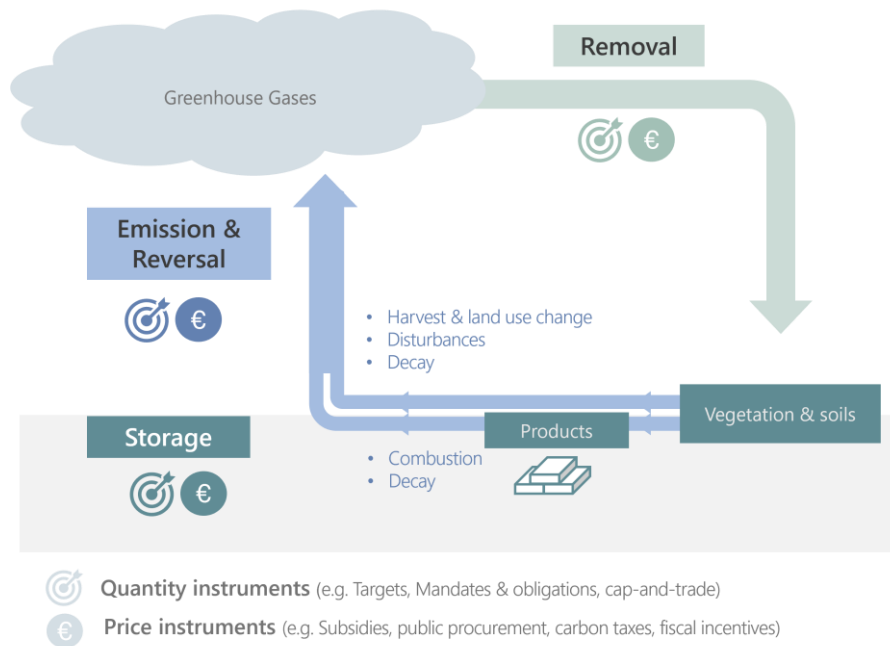 Removal
Greenhouse Gases
€
Emission &
Reversal
€
• Harvest & land use change
• Disturbances
• Decay
Vegetation & soils
Products
Storage
• Combustion
• Decay
€
Quantity instruments (e.g. Targets, Mandates & obligations, cap-and-trade)
€ Price instruments (e.g. Subsidies, public procurement, carbon taxes, fiscal incentives)